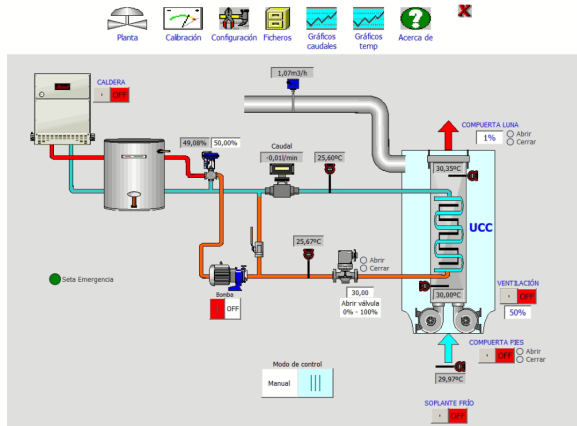 Planta
Calibración
Configuración
Ficheros
Gráficos
caudales
Gráficos
temp
Acerca de
1,07m3/h
CALDERA
OFF
COMPUERTA LUNA
1%
Abrir
Cerrar
49,08%
50,00%
Caudal
-0,01l/min
25,60ºC
30,35ºC
UCC
25,67ºC
Abrir
Cerrar
Seta Emergencia
Bomba
OFF
30,00
Abrir válvula
0% - 100%
30,00ºC
VENTILACIÓN
OFF
50%
COMPUERTA PIES
OFF
Abrir
Cerrar
Modo de control
Manual
29,97ºC
SOPLANTE FRÍO
OFF